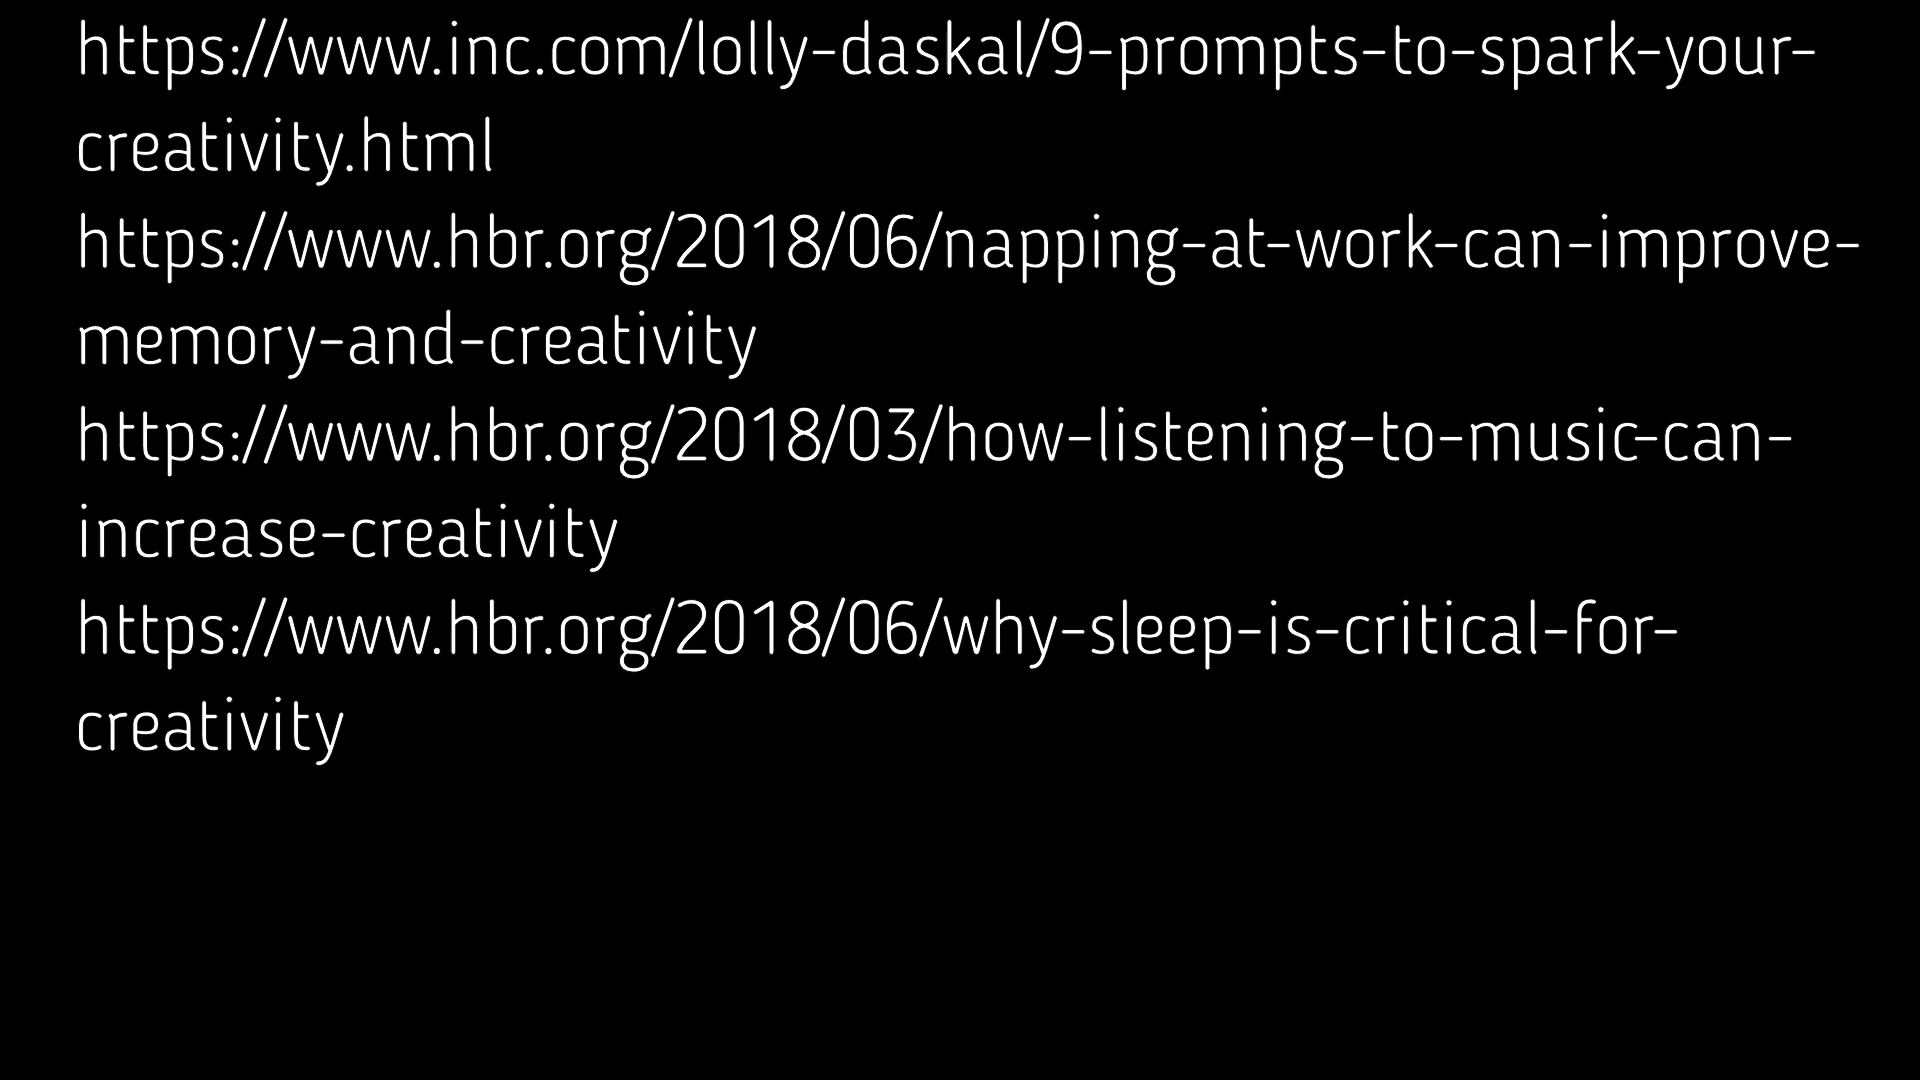 https://www.inc.com/lolly-daskal/9-prompts-to-spark-your-
creativity.html
https://www.hbr.org/2018/06/napping-at-work-can-improve-
memory-and-creativity
https://www.hbr.org/2018/03/how-listening-to-music-can-
increase-creativity
https://www.hbr.org/2018/06/why-sleep-is-critical-for-
creativity